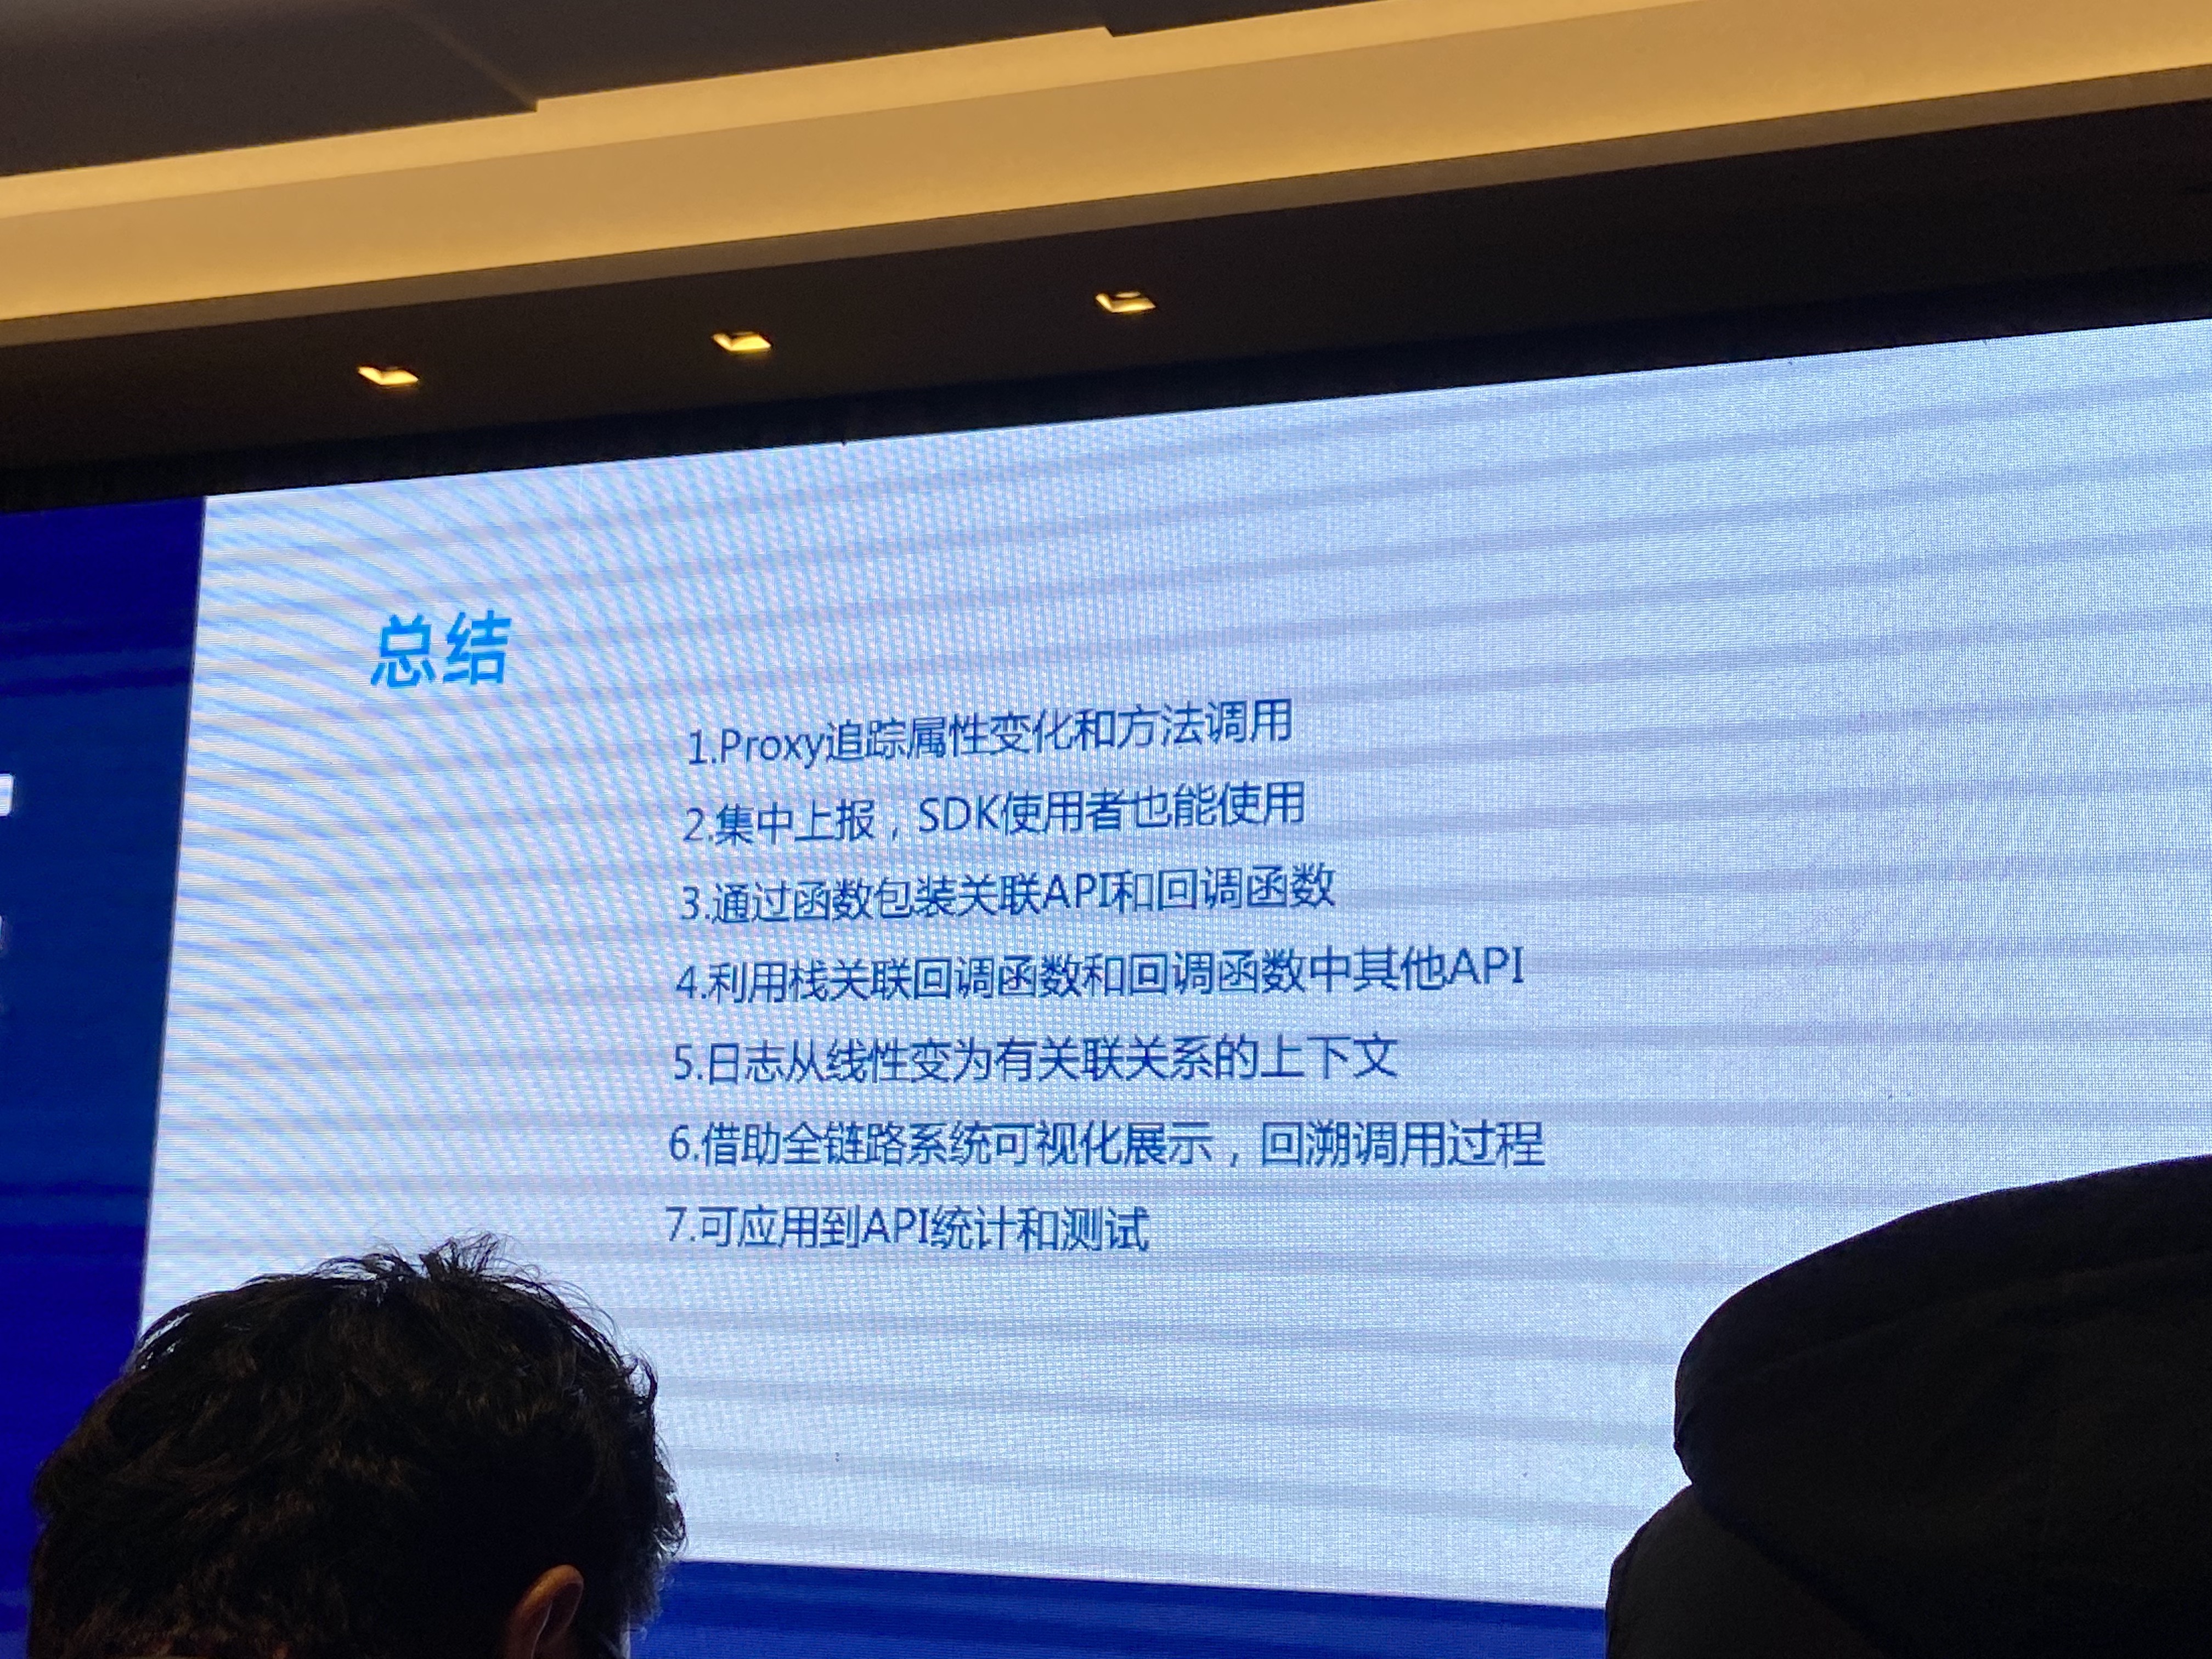 总结
1.Proxy追踪属性变化和方法调用
2.集中上报，SDK使用者也能使用
3.通过函数包装关联API和回调函数
4.利用栈关联回调函数和回调函数中其他API
5.日志从线性变为有关联关系的上下文
6.借助全链路系统可视化展示，回溯调用过程
7.可应用到API统计和测试